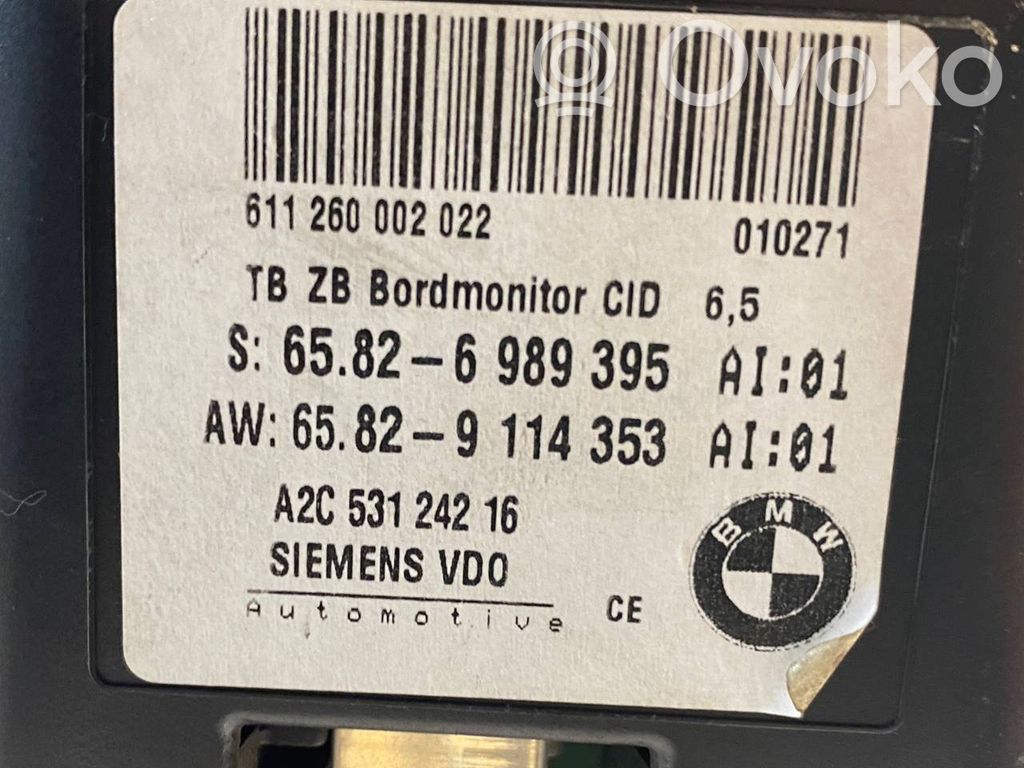 Ovoko
611 260 002 022 010271
TB ZB Bordmonitor CID 6,5
S: 65.82-6 989 395 AI:01
AW: 65.82-9 114 353 AI:01
A2C 531 242 16
SIEMENS VDO
Automotive CE
BMW